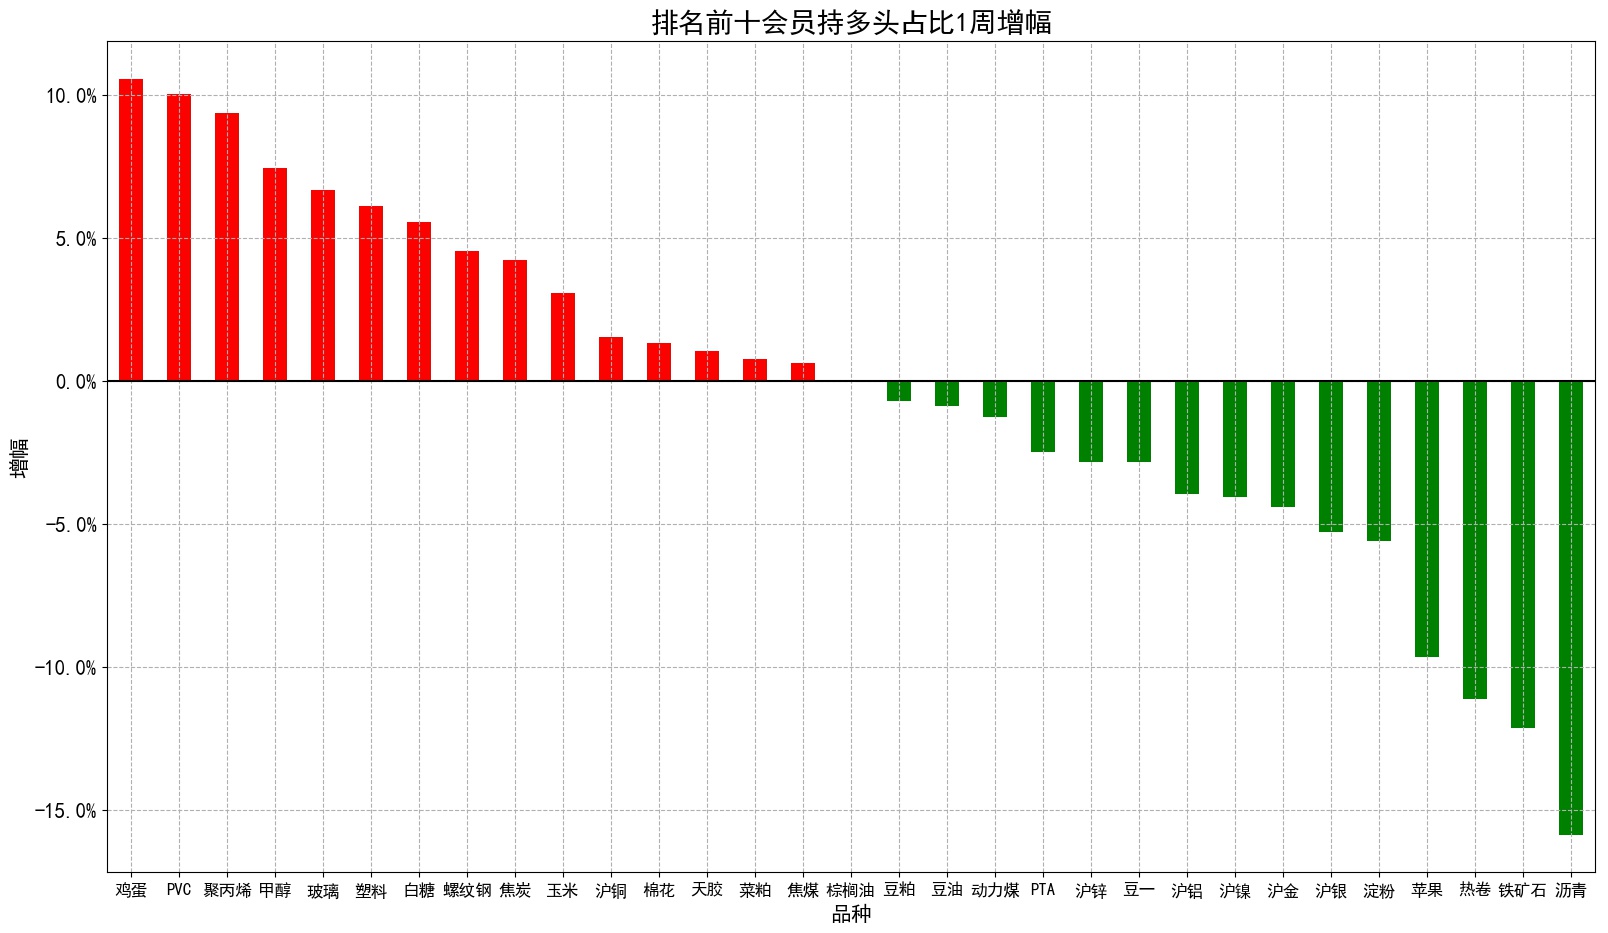 排名前十会员持多头占比1周增幅
10.0%
5.0%
0.0%
-5.0%
-10.0%
-15.0%
增幅
鸡蛋 PVC 聚丙烯 甲醇 玻璃 塑料 白糖 螺纹钢 焦炭 玉米 沪铜 棉花 天胶 菜粕 焦煤 棕榈油 豆粕 豆油 动力煤 PTA 沪锌 豆一 沪铝 沪镍 沪金 沪银 淀粉 苹果 热卷 铁矿石 沥青
品种